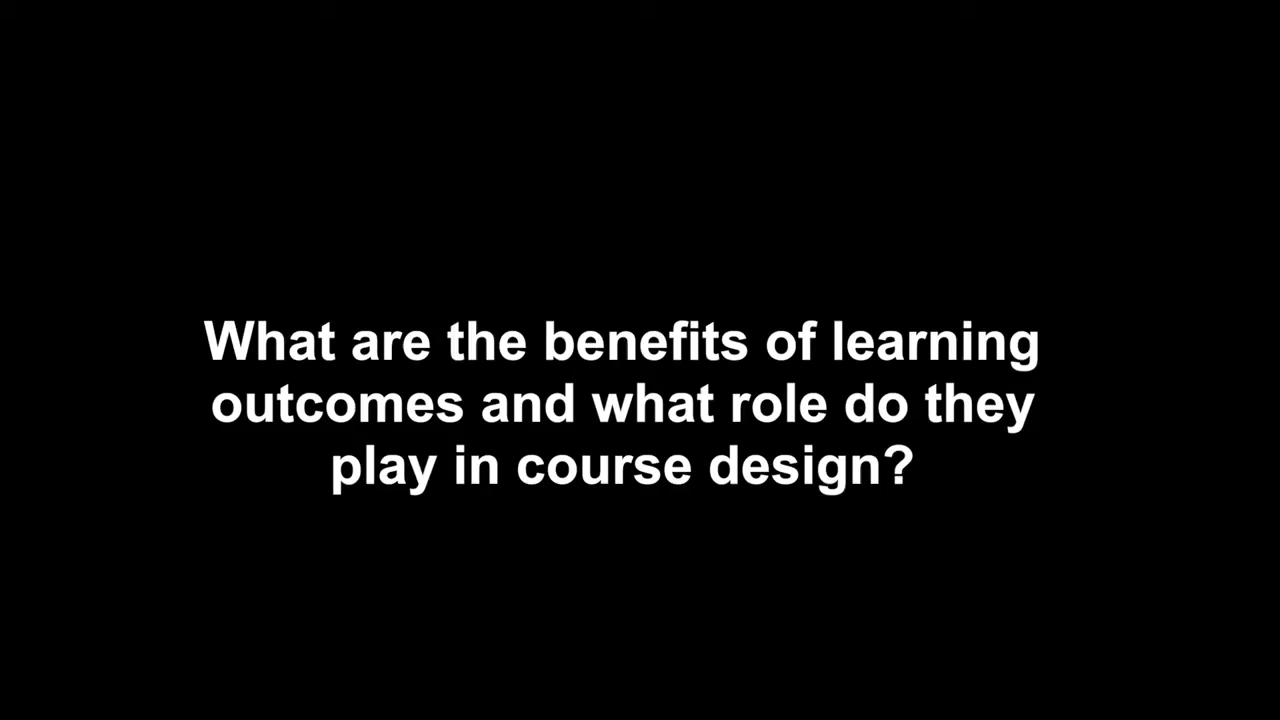 What are the benefits of learning
outcomes and what role do they
play in course design?